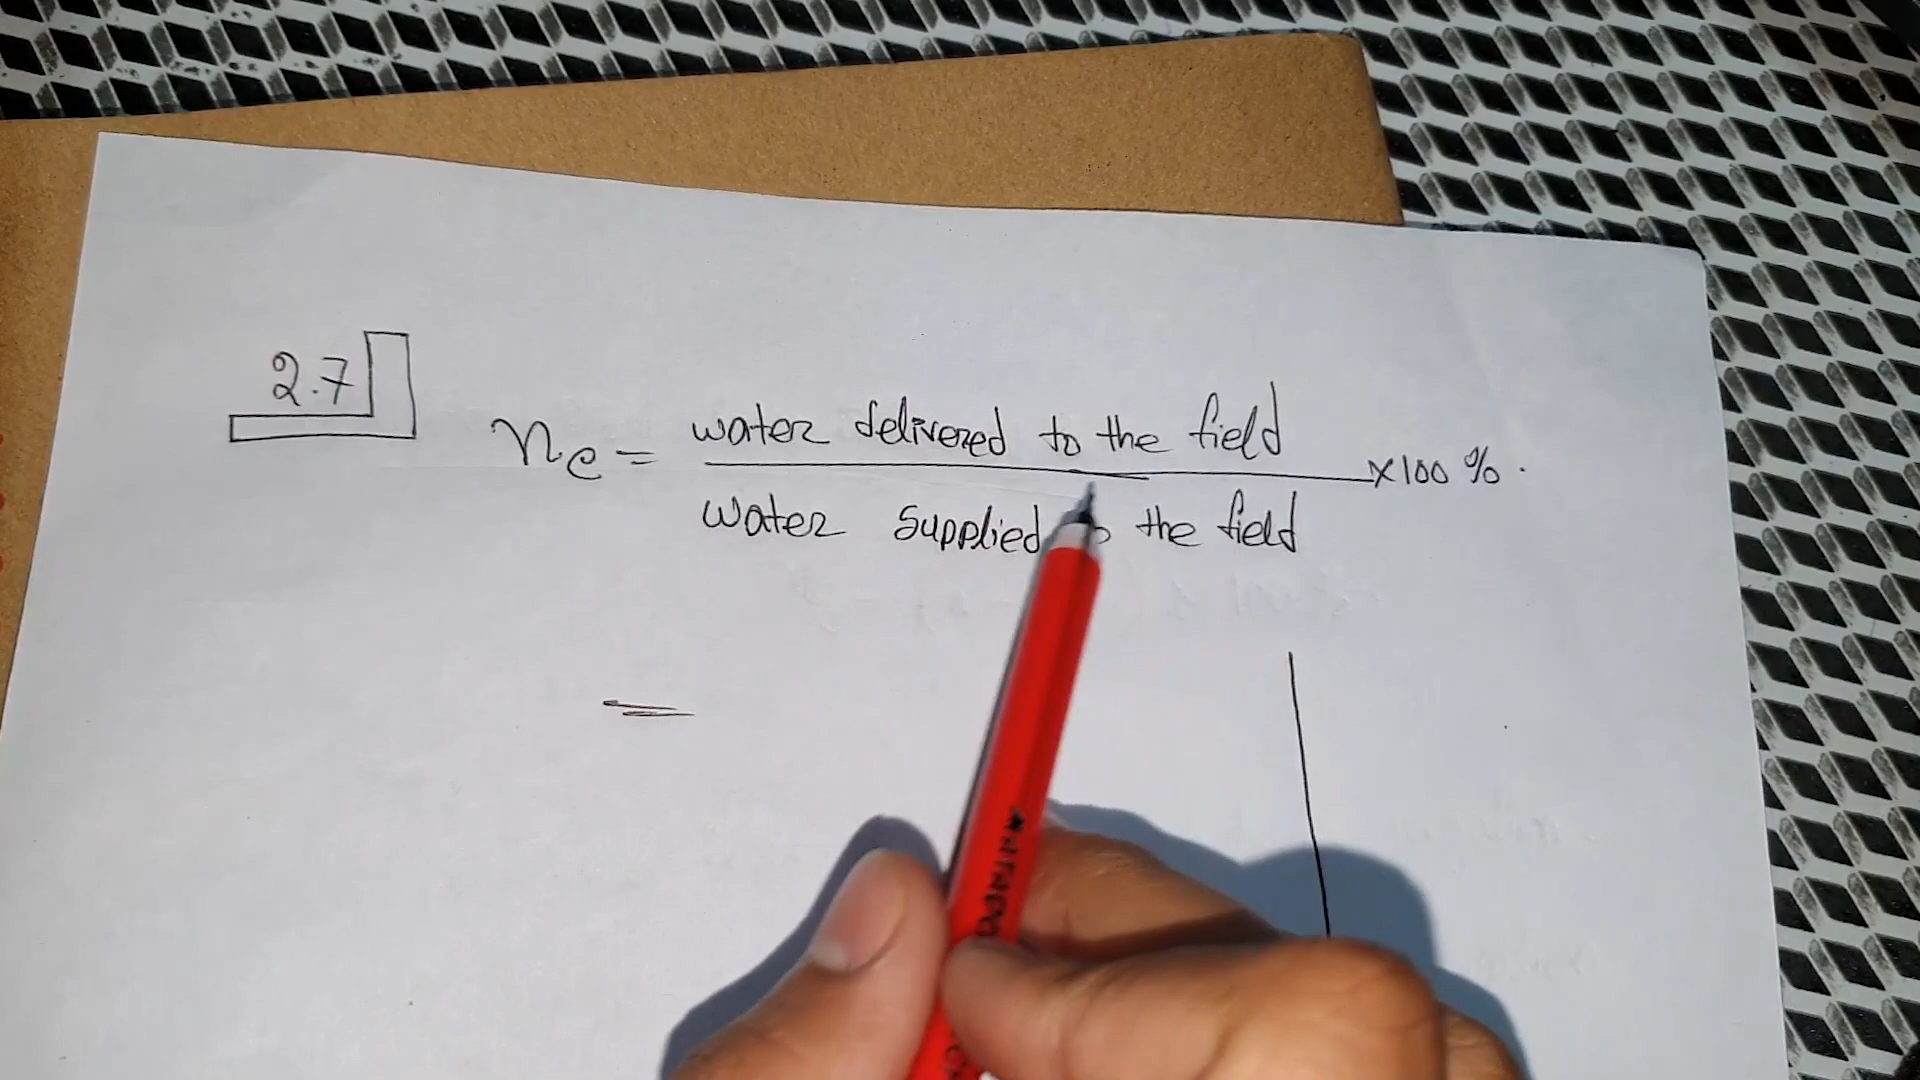 2.7
ηc = water delivered to the field / water supplied to the field ×100 %.
=